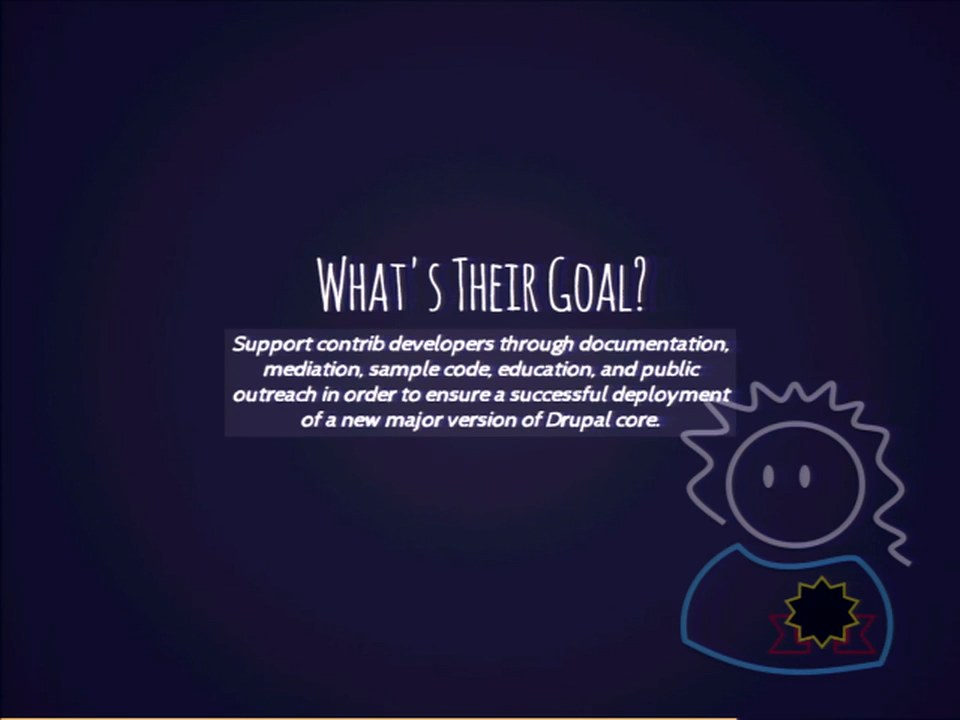 What's Their Goal?
Support contrib developers through documentation,
mediation, sample code, education, and public
outreach in order to ensure a successful deployment
of a new major version of Drupal core.